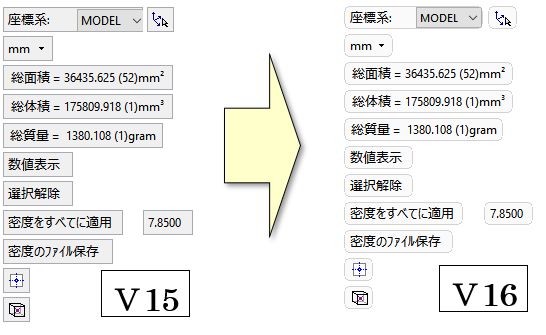 座標系: MODEL
mm
総面積 = 36435.625 (52)mm²
総体積 = 175809.918 (1)mm³
総質量 = 1380.108 (1)gram
数値表示
選択解除
密度をすべてに適用 7.8500
密度のファイル保存
V15
座標系: MODEL
mm
総面積 = 36435.625 (52)mm²
総体積 = 175809.918 (1)mm³
総質量 = 1380.108 (1)gram
数値表示
選択解除
密度をすべてに適用 7.8500
密度のファイル保存
V16